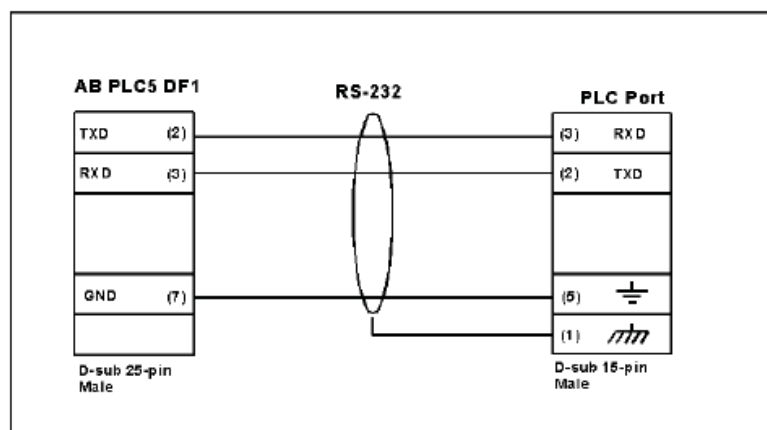 AB PLC5 DF1
RS-232
PLC Port
TXD (2)
(3) RXD
RXD (3)
(2) TXD
GND (7)
(5)
(1)
D-sub 25-pin
Male
D-sub 15-pin
Male